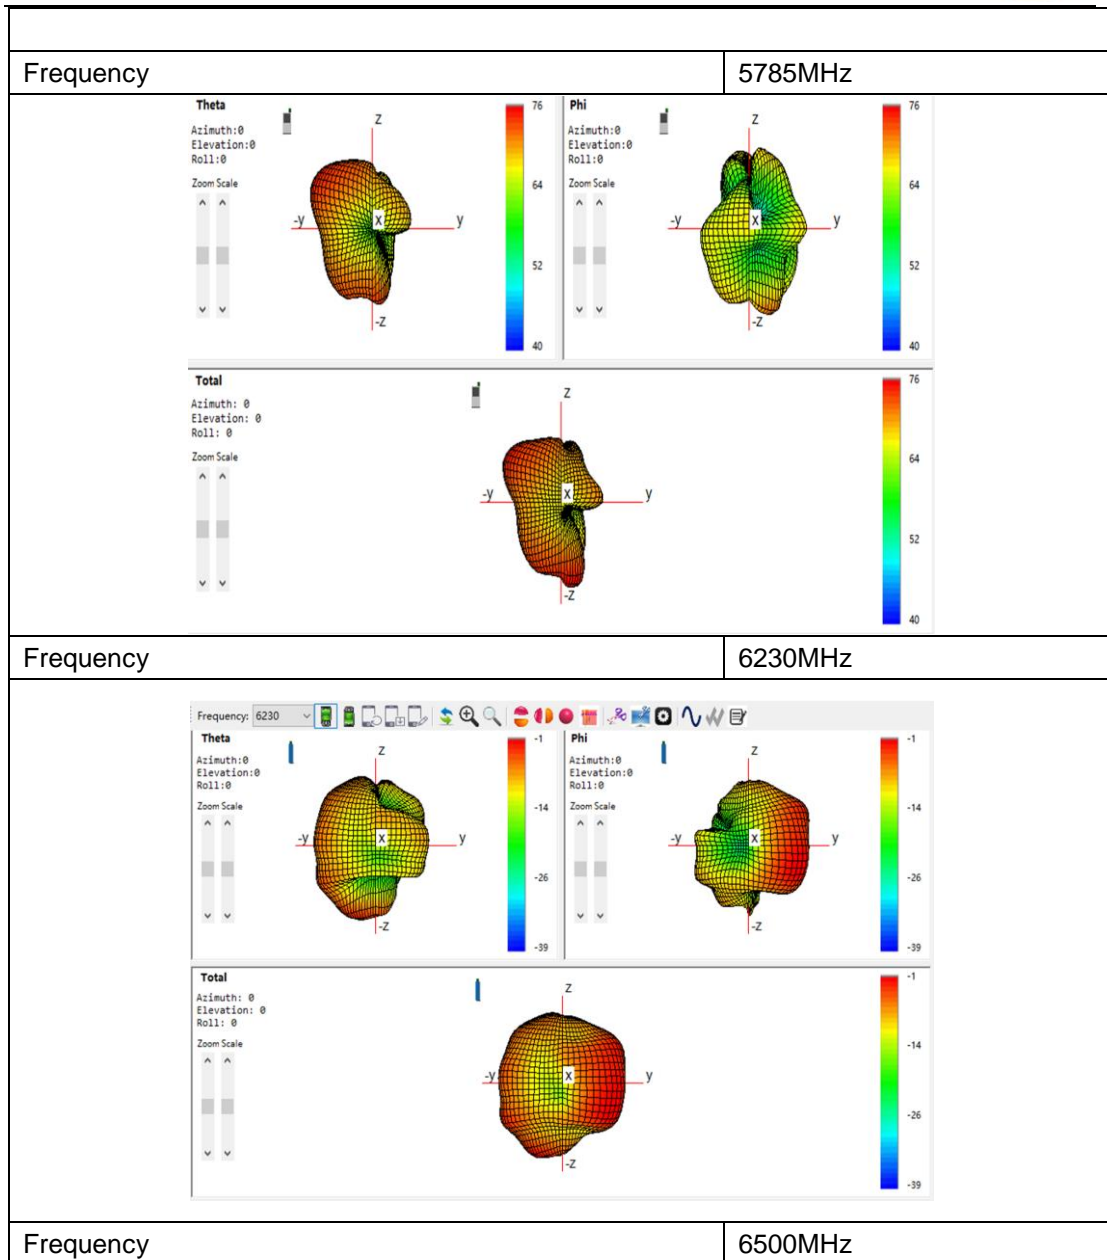 Frequency 5785MHz
Theta
Azimuth:0
Elevation:0
Roll:0
Zoom Scale
z
-y
X
y
-Z
76
64
52
40
Phi
Azimuth:0
Elevation:0
Roll:0
Zoom Scale
z
-y
X
y
-Z
76
64
52
40
Total
Azimuth: 0
Elevation: 0
Roll: 0
Zoom Scale
z
-y
X
y
-Z
76
64
52
40
Frequency 6230MHz
Frequency: 6230
Theta
Azimuth:0
Elevation:0
Roll:0
Zoom Scale
z
-y
X
y
-Z
-1
-14
-26
-39
Phi
Azimuth:0
Elevation:0
Roll:0
Zoom Scale
z
-y
X
y
-Z
-1
-14
-26
-39
Total
Azimuth: 0
Elevation: 0
Roll: 0
Zoom Scale
z
-y
X
y
-Z
-1
-14
-26
-39
Frequency 6500MHz